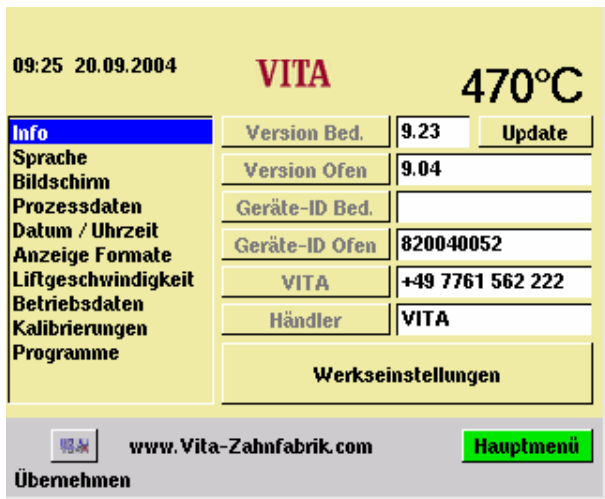 09:25 20.09.2004 VITA 470°C
Info
Sprache
Bildschirm
Prozessdaten
Datum / Uhrzeit
Anzeige Formate
Liftgeschwindigkeit
Betriebsdaten
Kalibrierungen
Programme
Version Bed. 9.23 Update
Version Ofen 9.04
Geräte-ID Bed.
Geräte-ID Ofen 820040052
VITA +49 7761 562 222
Händler VITA
Werkseinstellungen
www.Vita-Zahnfabrik.com Hauptmenü
Übernehmen